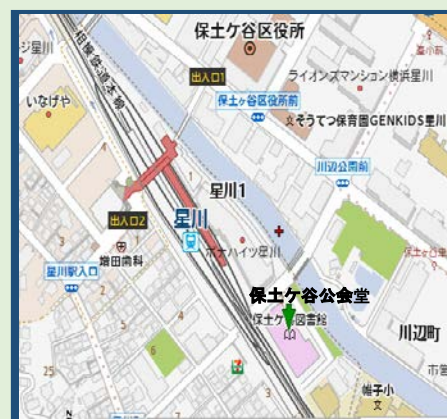 保土ケ谷区役所
ジ星川
相模鉄道本線
出入口1
ライオンズマンション横浜星川
いなげや
保土ケ谷区役所前
そうてつ保育園GENKIDS星川
川辺公園前
星川1
出入口2
星川
増田歯科
ボナハイツ星川
星川駅入口
保土ケ谷公会堂
保土ケ谷図書館
川辺町
6
25
帷子小